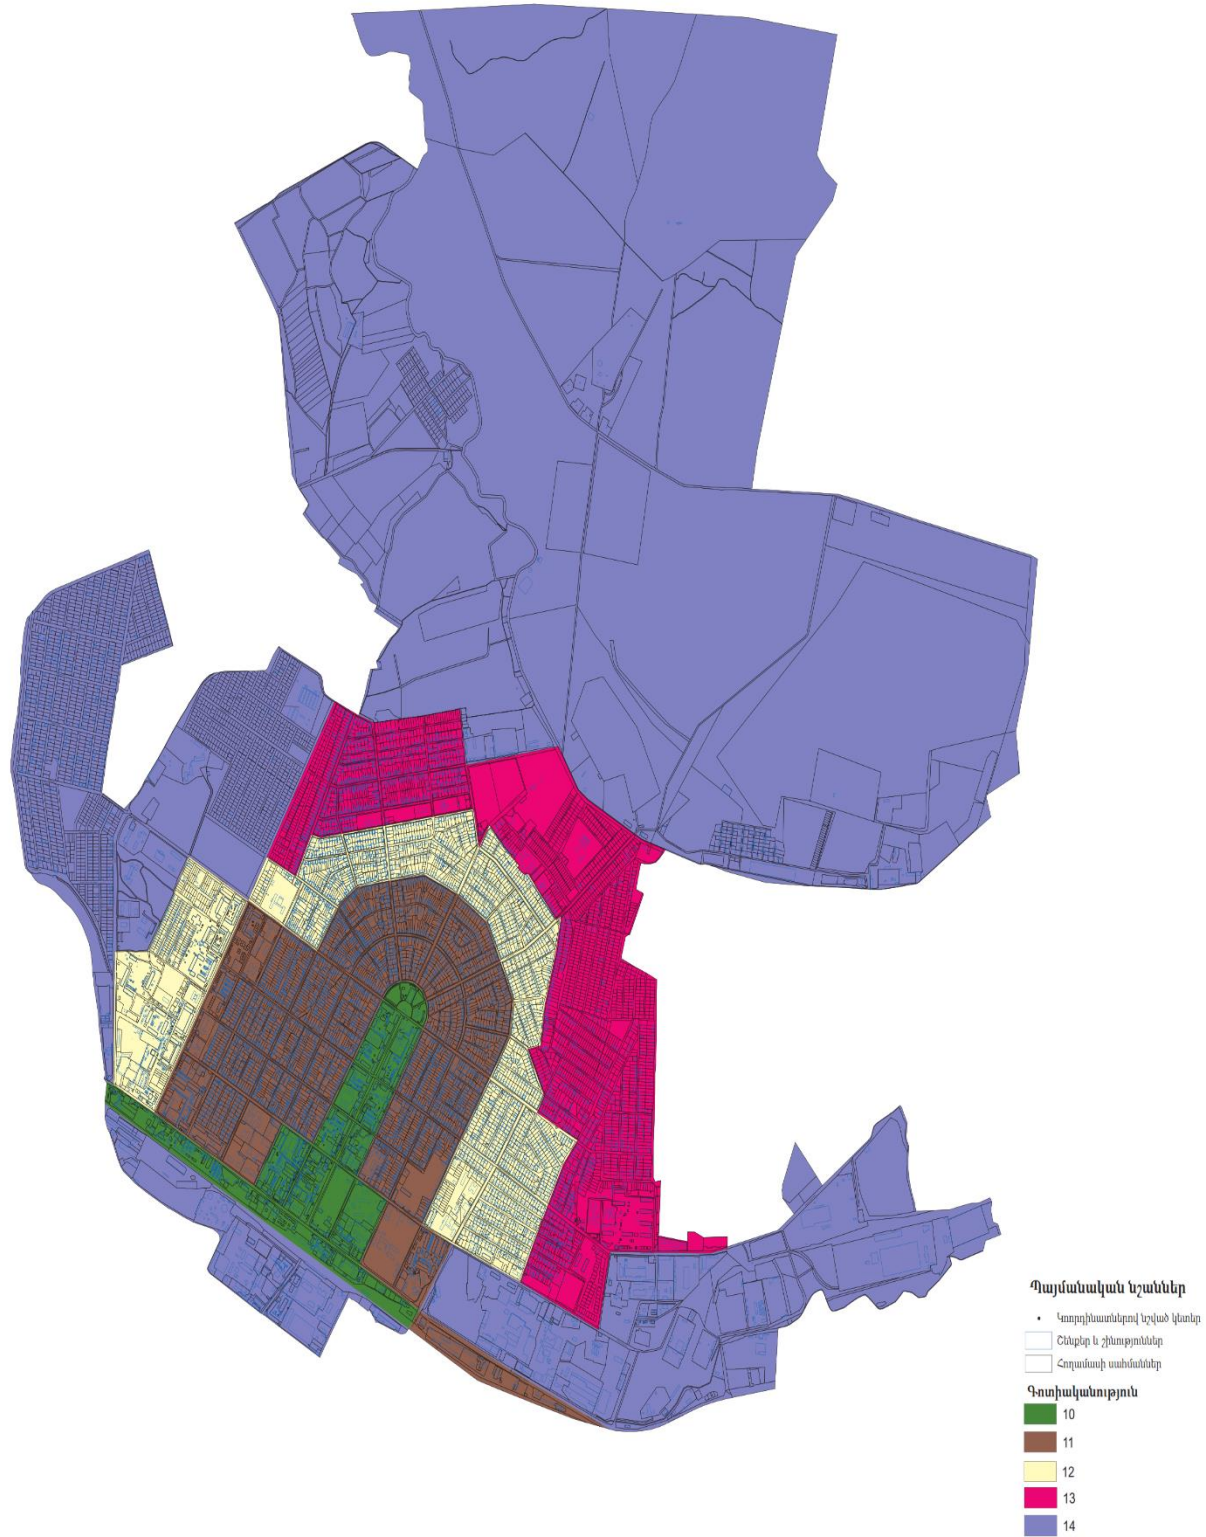 Պայմանական նշաններ
Կոորդինատներով նշված կետեր
Շենքեր և շինություններ
Հողամասի սահմաններ
Գոտիականություն
10
11
12
13
14